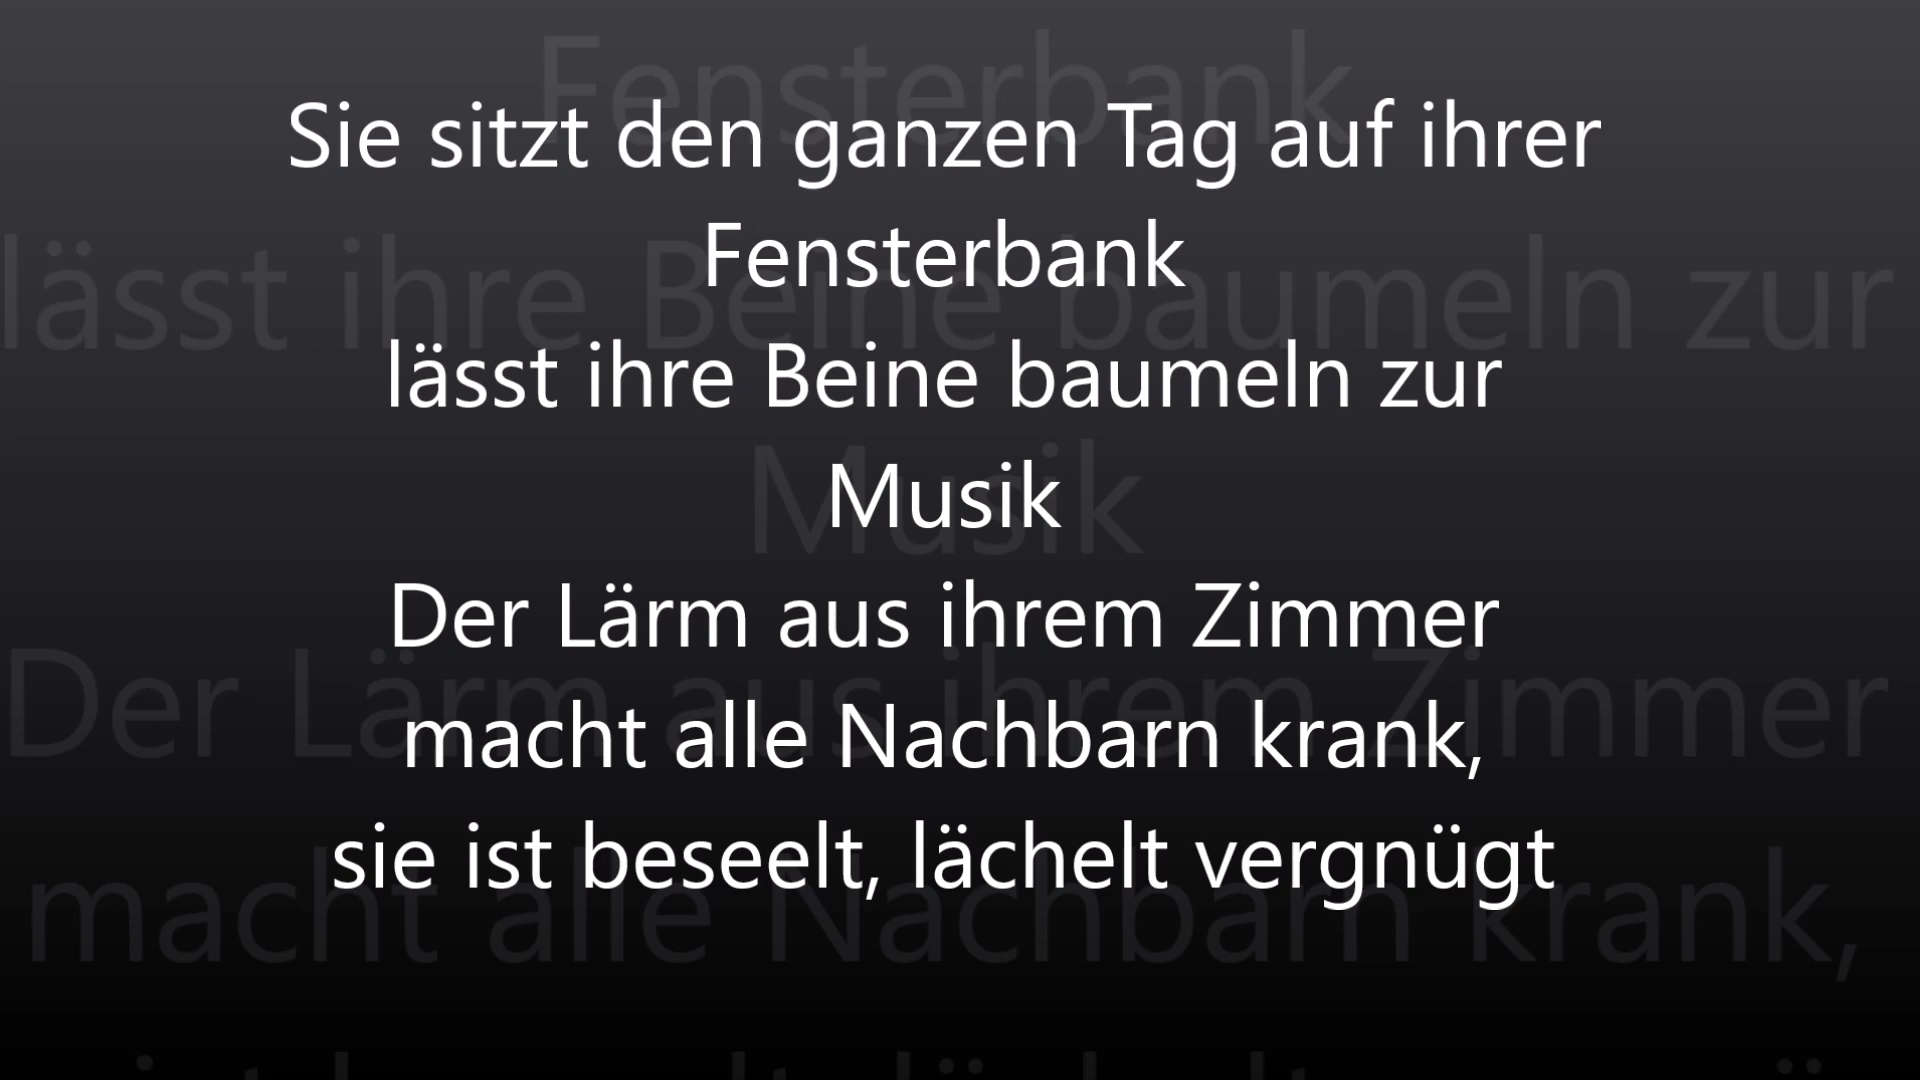 Sie sitzt den ganzen Tag auf ihrer
Fensterbank
lässt ihre Beine baumeln zur
Musik
Der Lärm aus ihrem Zimmer
macht alle Nachbarn krank,
sie ist beseelt, lächelt vergnügt